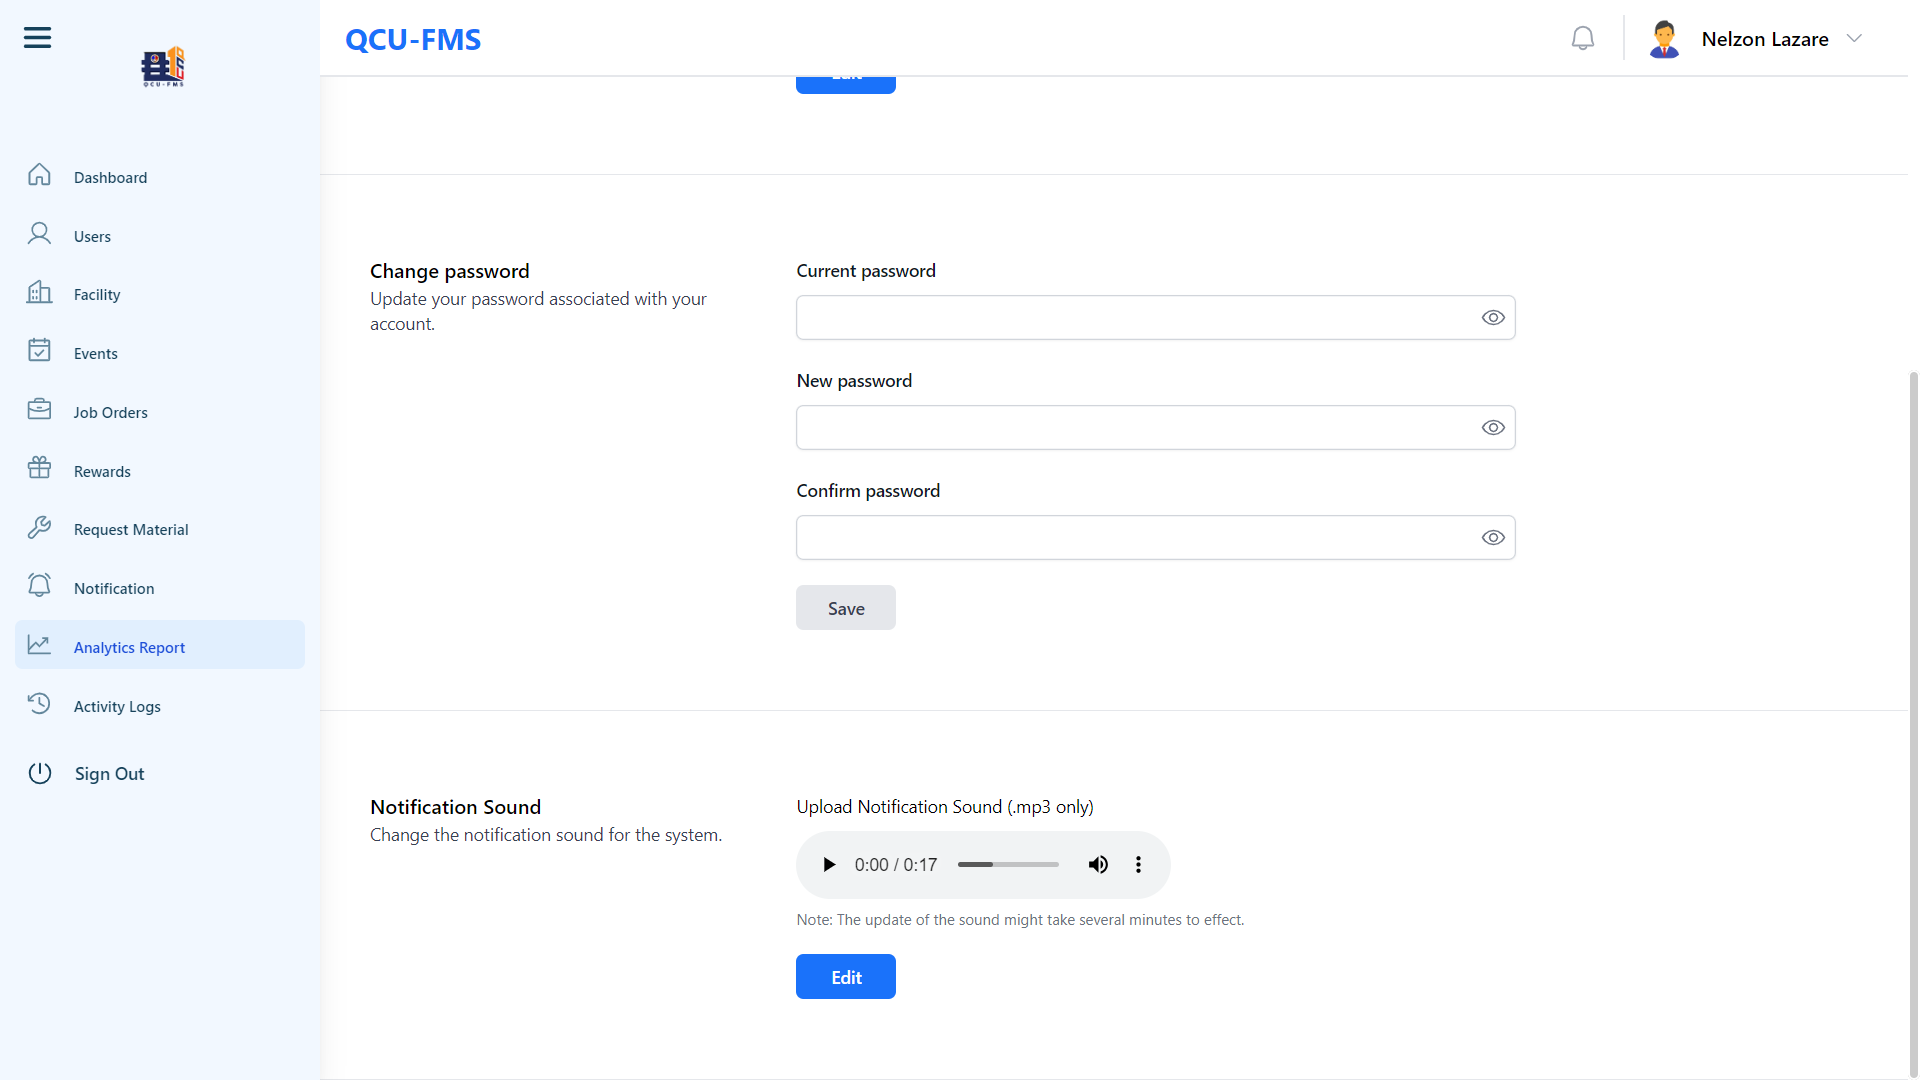 QCU-FMS
QCU-FMS
Nelzon Lazare
Dashboard
Users
Facility
Events
Job Orders
Rewards
Request Material
Notification
Analytics Report
Activity Logs
Sign Out
Edit
Change password
Update your password associated with your
account.
Current password
New password
Confirm password
Save
Notification Sound
Change the notification sound for the system.
Upload Notification Sound (.mp3 only)
0:00 / 0:17
Note: The update of the sound might take several minutes to effect.
Edit